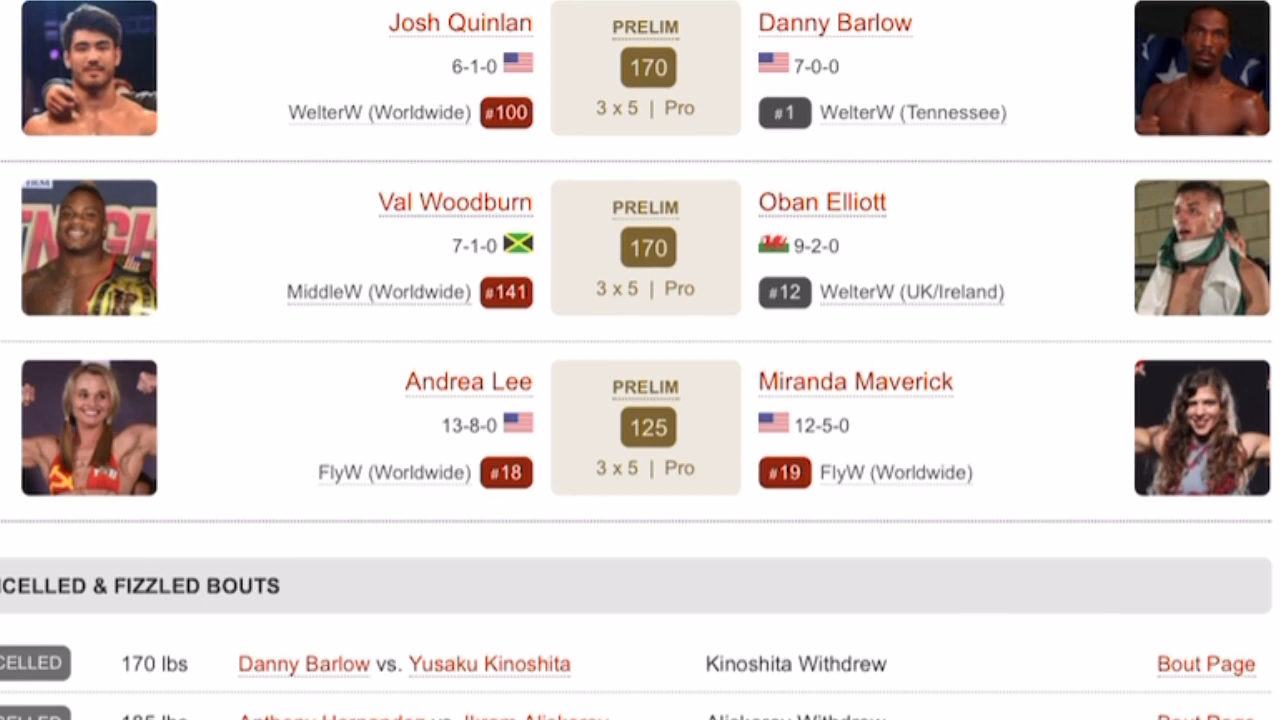 Josh Quinlan PRELIM Danny Barlow
6-1-0 170 7-0-0
WelterW (Worldwide) #100 3 x 5 | Pro #1 WelterW (Tennessee)
Val Woodburn PRELIM Oban Elliott
7-1-0 170 9-2-0
MiddleW (Worldwide) #141 3 x 5 | Pro #12 WelterW (UK/Ireland)
Andrea Lee PRELIM Miranda Maverick
13-8-0 125 12-5-0
FlyW (Worldwide) #18 3 x 5 | Pro #19 FlyW (Worldwide)
CELLED & FIZZLED BOUTS
CELLED 170 lbs Danny Barlow vs. Yusaku Kinoshita Kinoshita Withdrew Bout Page